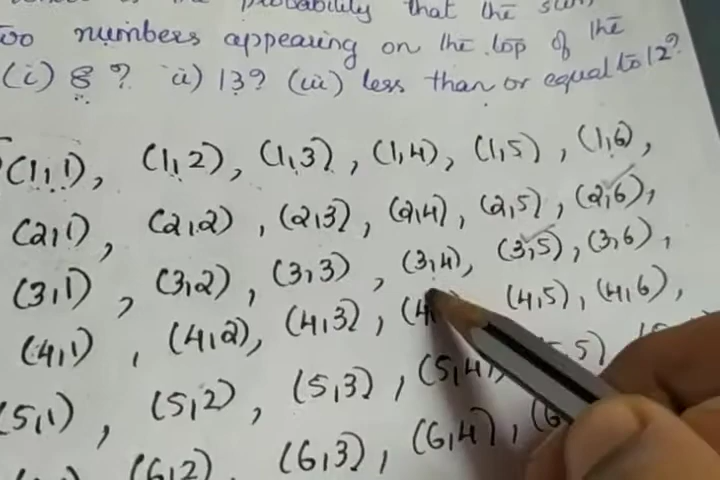 probability that the sum
two numbers appearing on the top of the
(i) 8? ii) 13? (iii) less than or equal to 12?
(1,1), (1,2), (1,3), (1,4), (1,5), (1,6),
(2,1), (2,2), (2,3), (2,4), (2,5), (2,6),
(3,1), (3,2), (3,3), (3,4), (3,5), (3,6),
(4,1), (4,2), (4,3), (4, (4,5), (4,6),
(5,1), (5,2), (5,3), (5,4), 5)
(6,2), (6,3), (6,4), (6